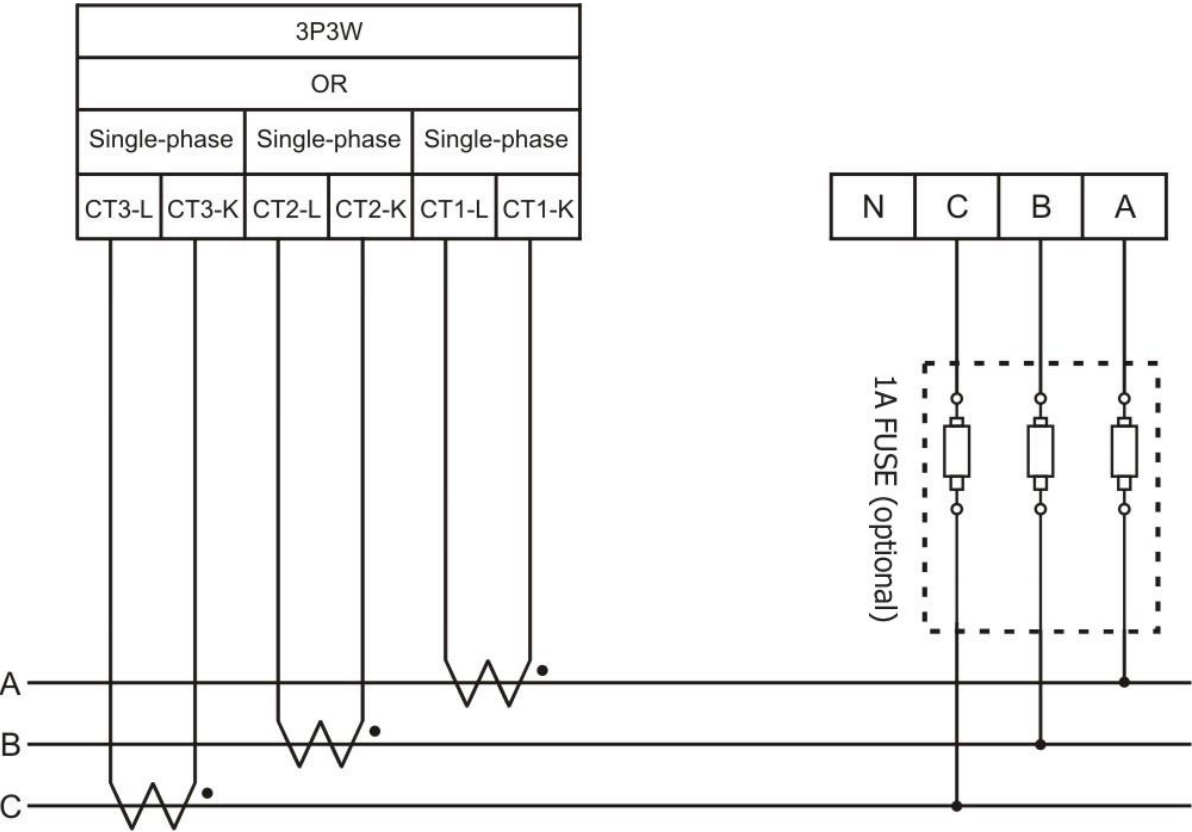 3P3W
OR
Single-phase Single-phase Single-phase
CT3-L CT3-K CT2-L CT2-K CT1-L CT1-K
N C B A
1A FUSE (optional)
A
B
C